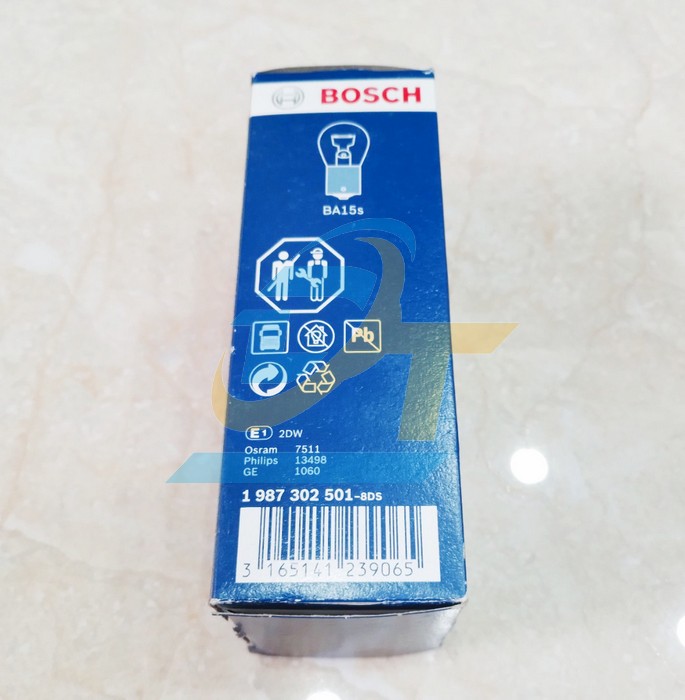 BOSCH
BA15s
Pb
E1 2DW
Osram 7511
Philips 13498
GE 1060
1 987 302 501-8DS
3 165141 239065